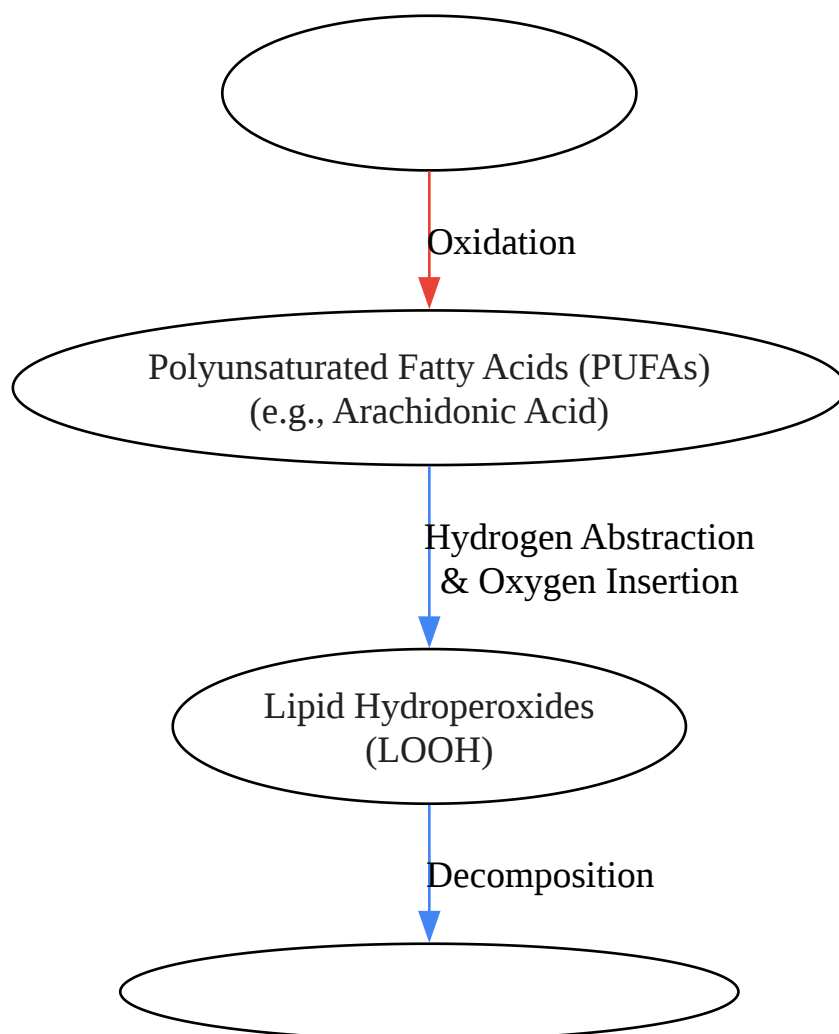 Oxidation
Polyunsaturated Fatty Acids (PUFAs)
(e.g., Arachidonic Acid)
Hydrogen Abstraction
& Oxygen Insertion
Lipid Hydroperoxides
(LOOH)
Decomposition